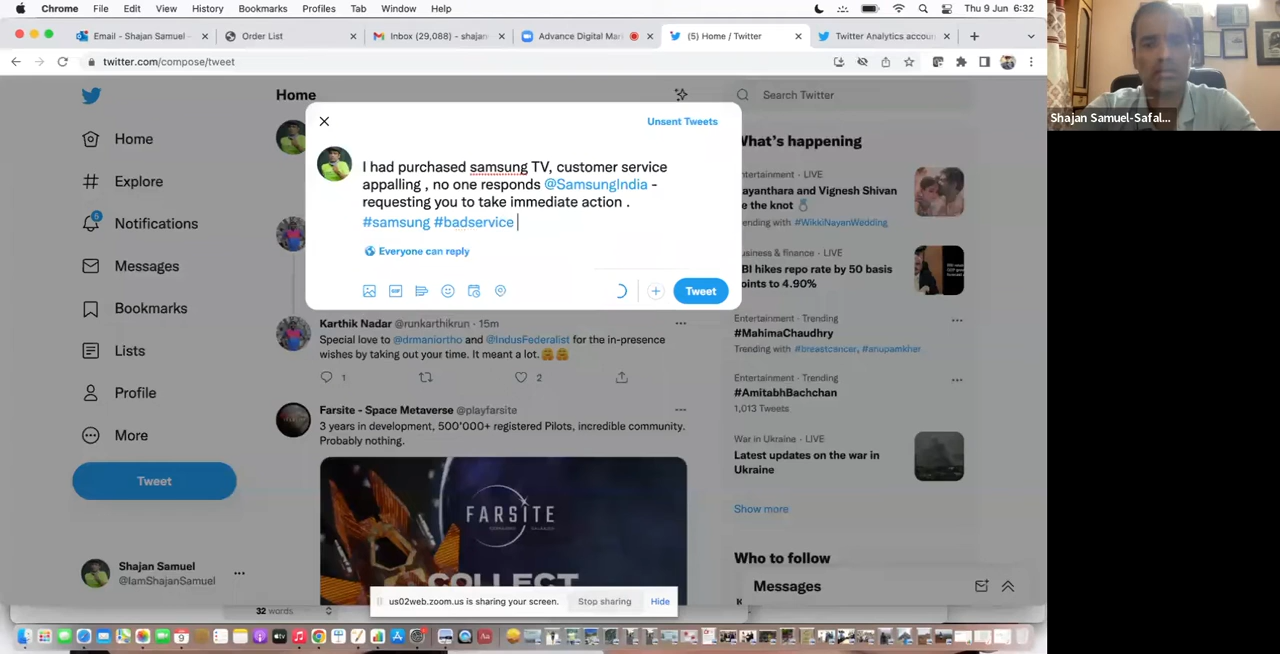 Chrome File Edit View History Bookmarks Profiles Tab Window Help Thu 9 Jun 6:32
Email - Shajan Samuel - Order List Inbox (29,088) - shajan Advance Digital Mar (5) Home / Twitter Twitter Analytics accoun
twitter.com/compose/tweet
Home
Explore
6
Notifications
Messages
Bookmarks
Lists
Profile
More
Tweet
Shajan Samuel
@IamShajanSamuel
Home
Unsent Tweets
I had purchased samsung TV, customer service
appalling , no one responds @SamsungIndia -
requesting you to take immediate action .
#samsung #badservice
Everyone can reply
Tweet
Karthik Nadar @runkarthikrun · 15m
Special love to @drmaniortho and @IndusFederalist for the in-presence
wishes by taking out your time. It meant a lot.🤗🤗
1 2
Farsite - Space Metaverse @playfarsite
3 years in development, 500'000+ registered Pilots, incredible community.
Probably nothing.
FARSITE
COLLECT
Search Twitter
What's happening
ntertainment · LIVE
ayanthara and Vignesh Shivan
e the knot 💍
ending with #WikkiNayanWedding
usiness & finance · LIVE
BI hikes repo rate by 50 basis
oints to 4.90%
Entertainment · Trending
#MahimaChaudhry
Trending with #breastcancer, #anupamkher
Entertainment · Trending
#AmitabhBachchan
1,013 Tweets
War in Ukraine · LIVE
Latest updates on the war in
Ukraine
Show more
Who to follow
Messages
us02web.zoom.us is sharing your screen. Stop sharing Hide
32 words
Shajan Samuel-Safal...